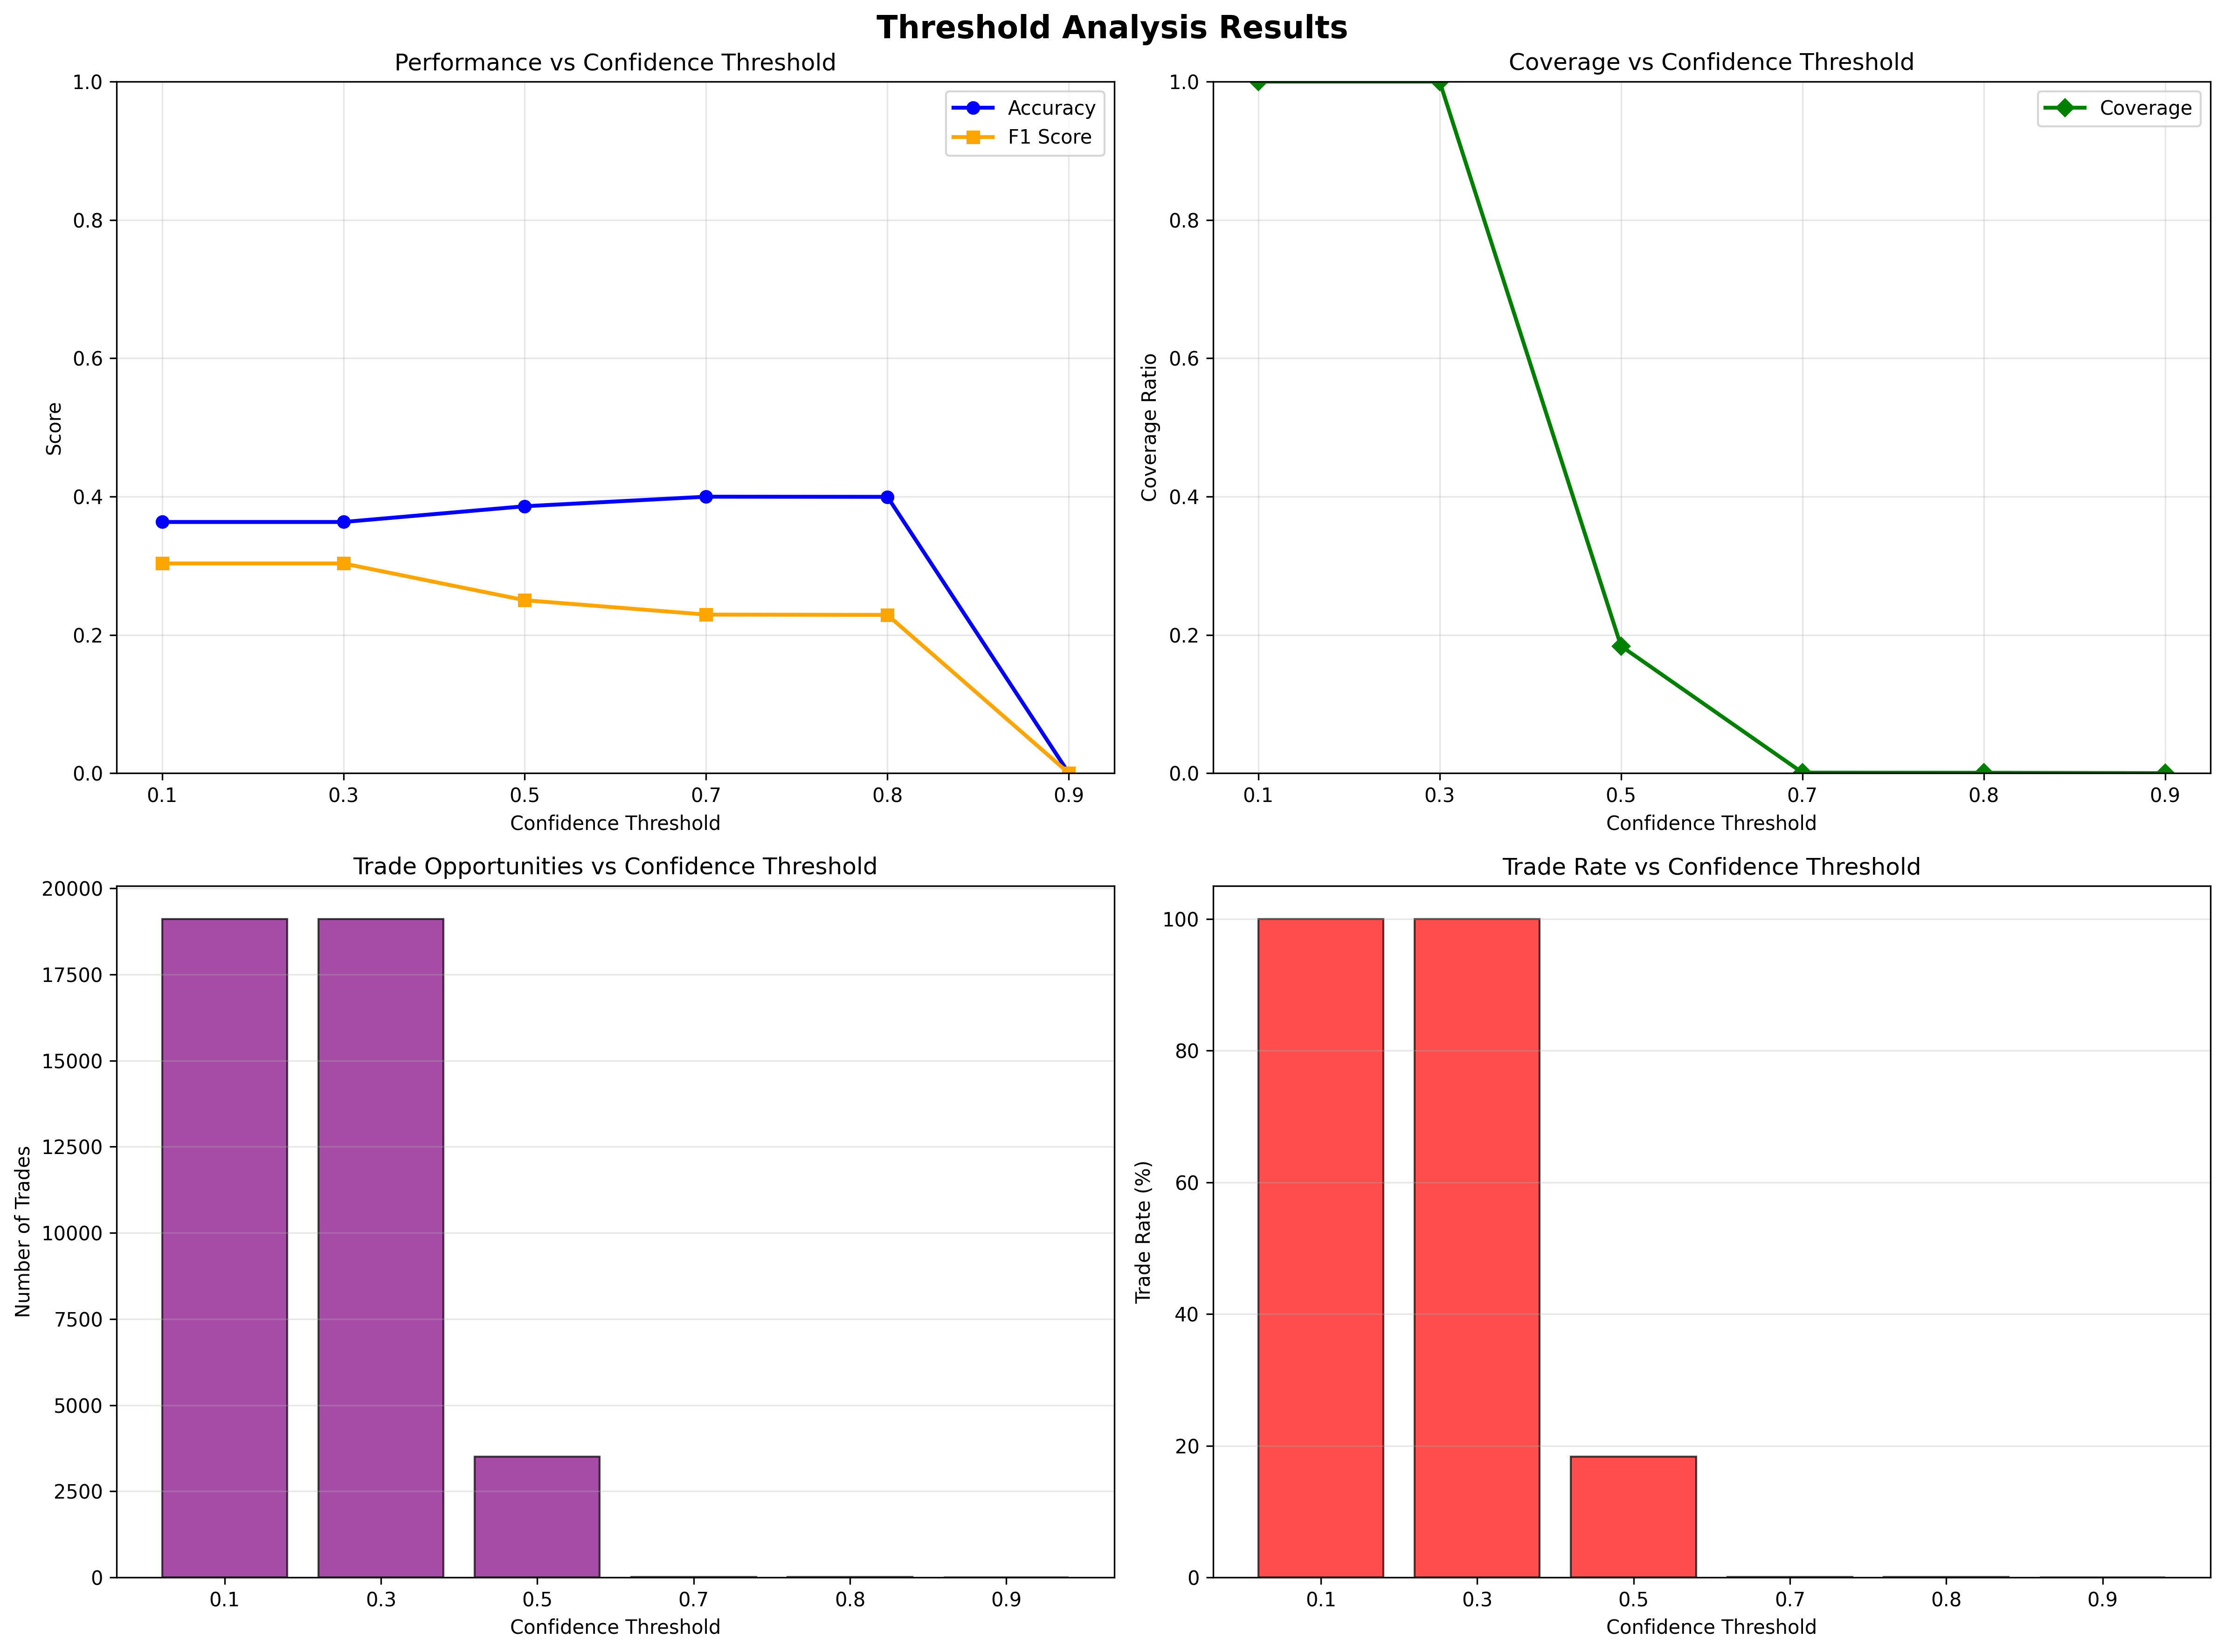 Threshold Analysis Results
Performance vs Confidence Threshold
1.0
0.8
0.6
0.4
0.2
0.0
Score
Accuracy
F1 Score
0.1 0.3 0.5 0.7 0.8 0.9
Confidence Threshold
Coverage vs Confidence Threshold
1.0
0.8
0.6
0.4
0.2
0.0
Coverage Ratio
Coverage
0.1 0.3 0.5 0.7 0.8 0.9
Confidence Threshold
Trade Opportunities vs Confidence Threshold
20000
17500
15000
12500
10000
7500
5000
2500
0
Number of Trades
0.1 0.3 0.5 0.7 0.8 0.9
Confidence Threshold
Trade Rate vs Confidence Threshold
100
80
60
40
20
0
Trade Rate (%)
0.1 0.3 0.5 0.7 0.8 0.9
Confidence Threshold